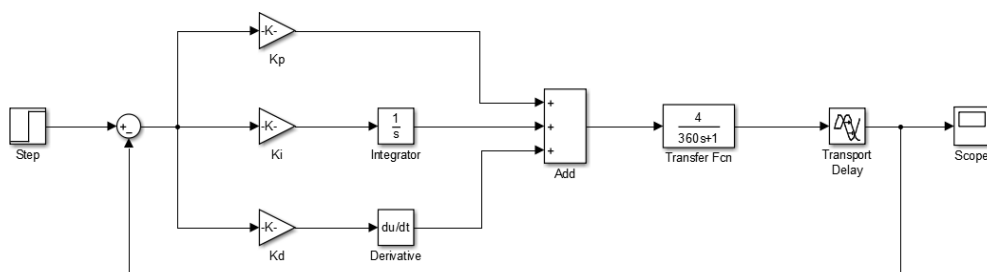 -K-
Kp
Step
+
−
-K-
Ki
1
s
Integrator
+
+
+
Add
4
360s+1
Transfer Fcn
Transport
Delay
Scope
-K-
Kd
du/dt
Derivative